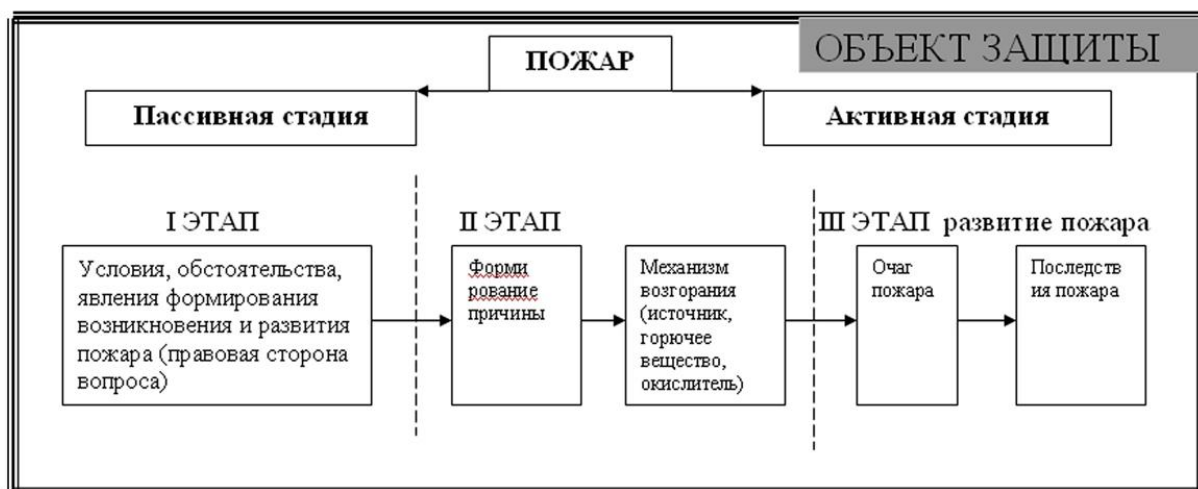 ОБЪЕКТ ЗАЩИТЫ
ПОЖАР
Пассивная стадия
Активная стадия
I ЭТАП
Условия, обстоятельства,
явления формирования
возникновения и развития
пожара (правовая сторона
вопроса)
II ЭТАП
Форми
рование
причины
Механизм
возгорания
(источник,
горючее
вещество,
окислитель)
III ЭТАП развитие пожара
Очаг
пожара
Последств
ия пожара